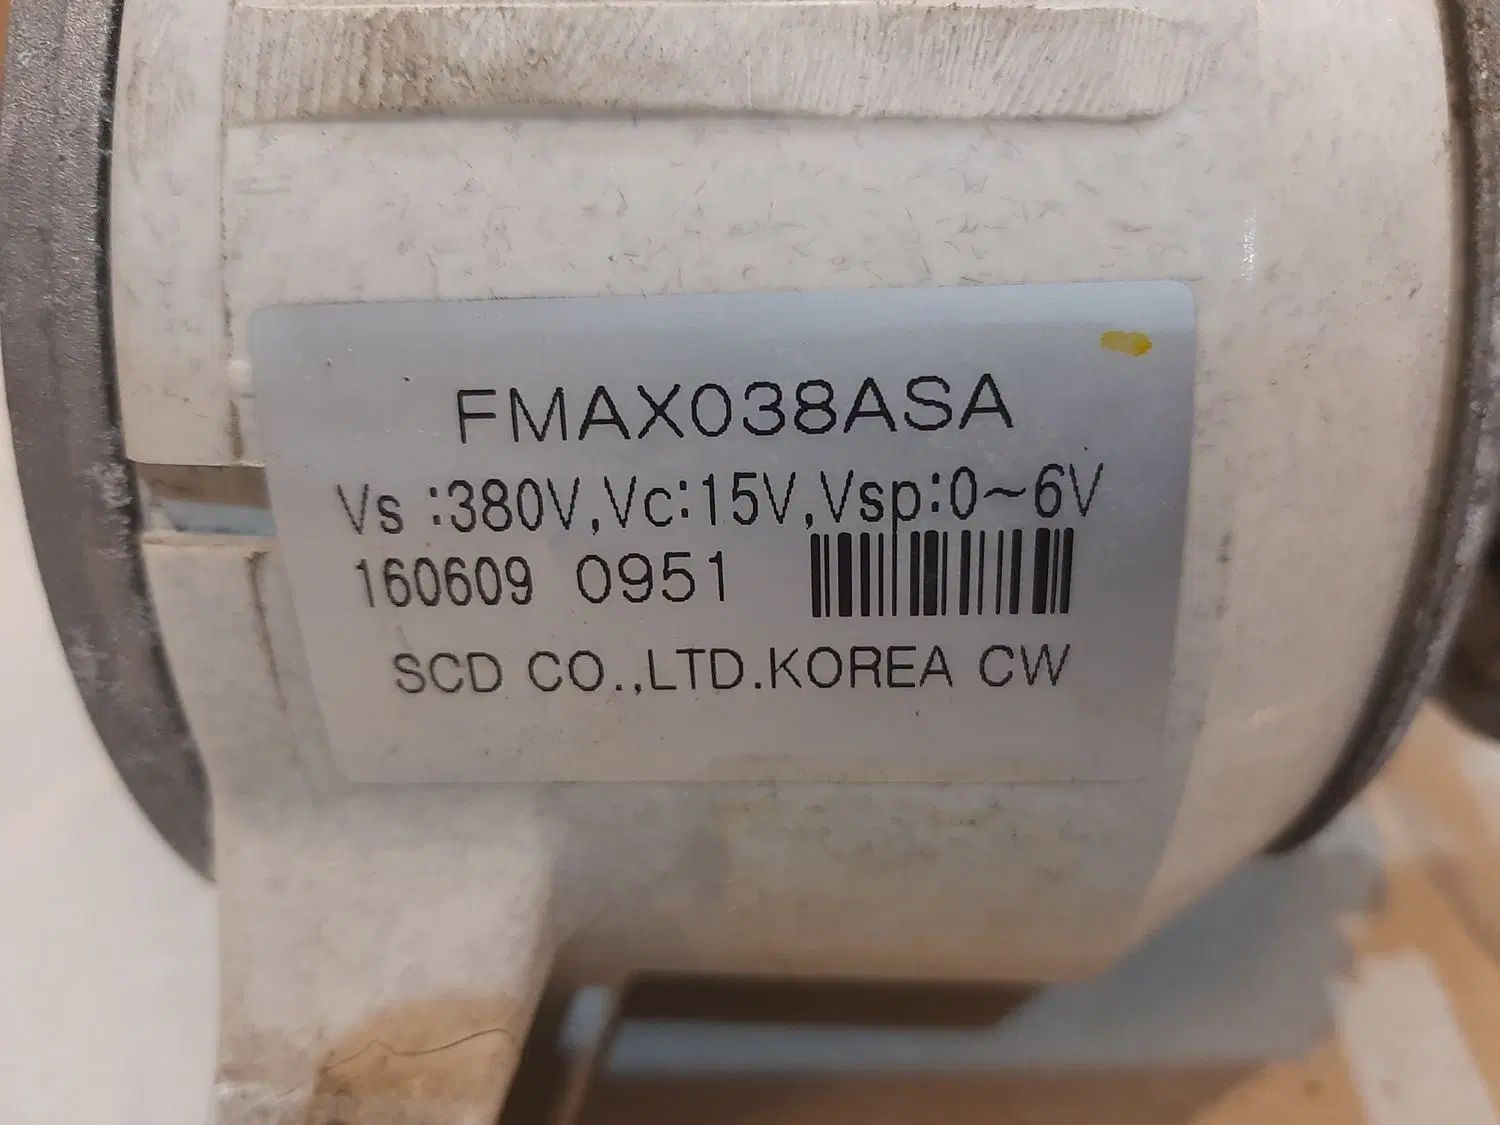 FMAX038ASA
Vs :380V,Vc:15V,Vsp:0~6V
160609 0951
SCD CO.,LTD.KOREA CW